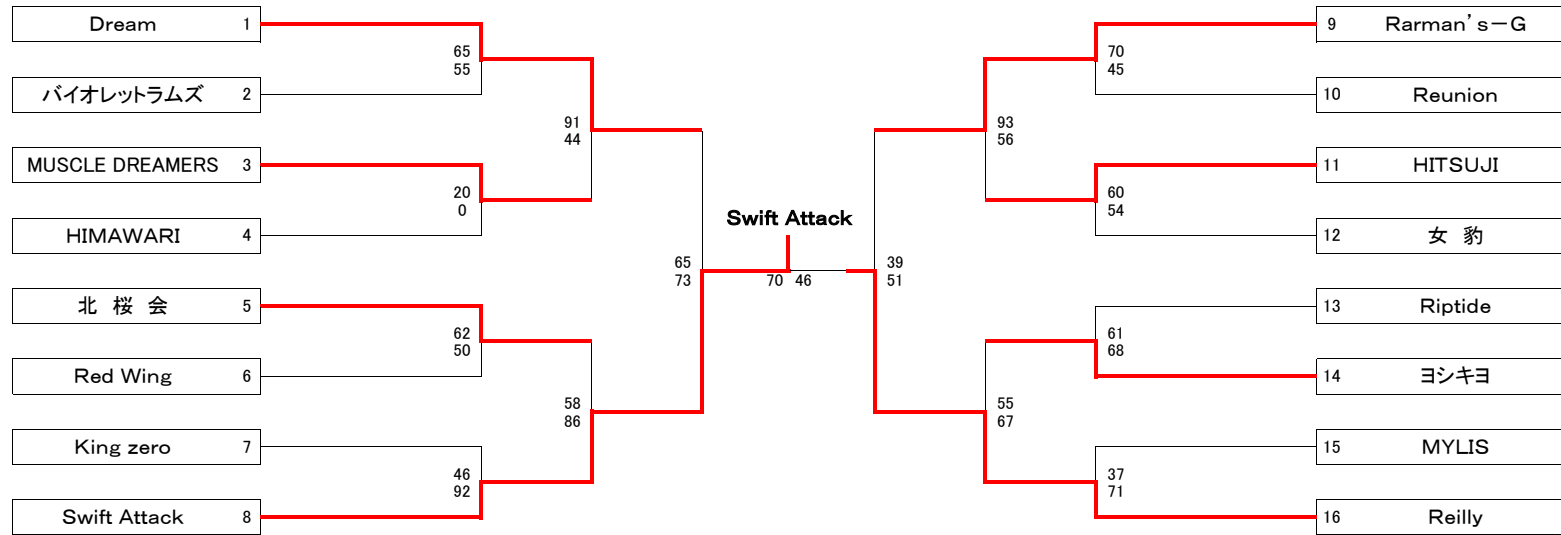 Dream 1
バイオレットラムズ 2
MUSCLE DREAMERS 3
HIMAWARI 4
北 桜 会 5
Red Wing 6
King zero 7
Swift Attack 8
65
55
20
0
62
50
46
92
91
44
58
86
65
73
Swift Attack
70 46
39
51
93
56
55
67
70
45
60
54
61
68
37
71
9 Rarman's－G
10 Reunion
11 HITSUJI
12 女 豹
13 Riptide
14 ヨシキヨ
15 MYLIS
16 Reilly